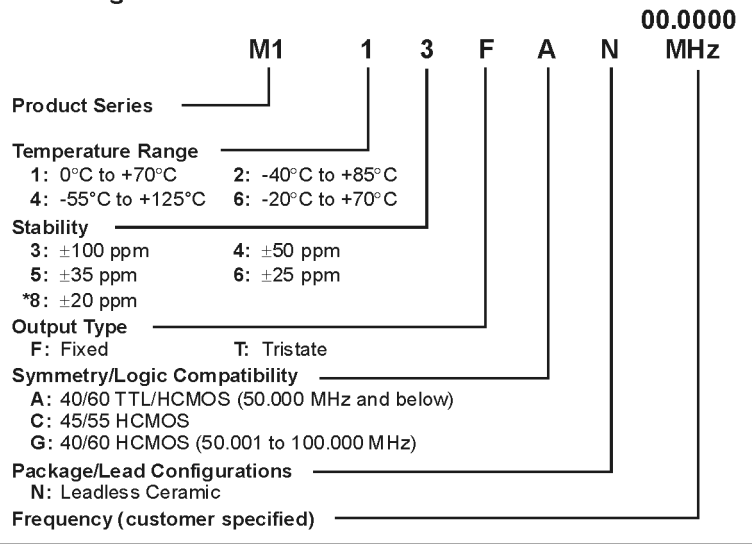 00.0000
M1 1 3 F A N MHz
Product Series
Temperature Range
1: 0°C to +70°C 2: -40°C to +85°C
4: -55°C to +125°C 6: -20°C to +70°C
Stability
3: ±100 ppm 4: ±50 ppm
5: ±35 ppm 6: ±25 ppm
*8: ±20 ppm
Output Type
F: Fixed T: Tristate
Symmetry/Logic Compatibility
A: 40/60 TTL/HCMOS (50.000 MHz and below)
C: 45/55 HCMOS
G: 40/60 HCMOS (50.001 to 100.000 MHz)
Package/Lead Configurations
N: Leadless Ceramic
Frequency (customer specified)